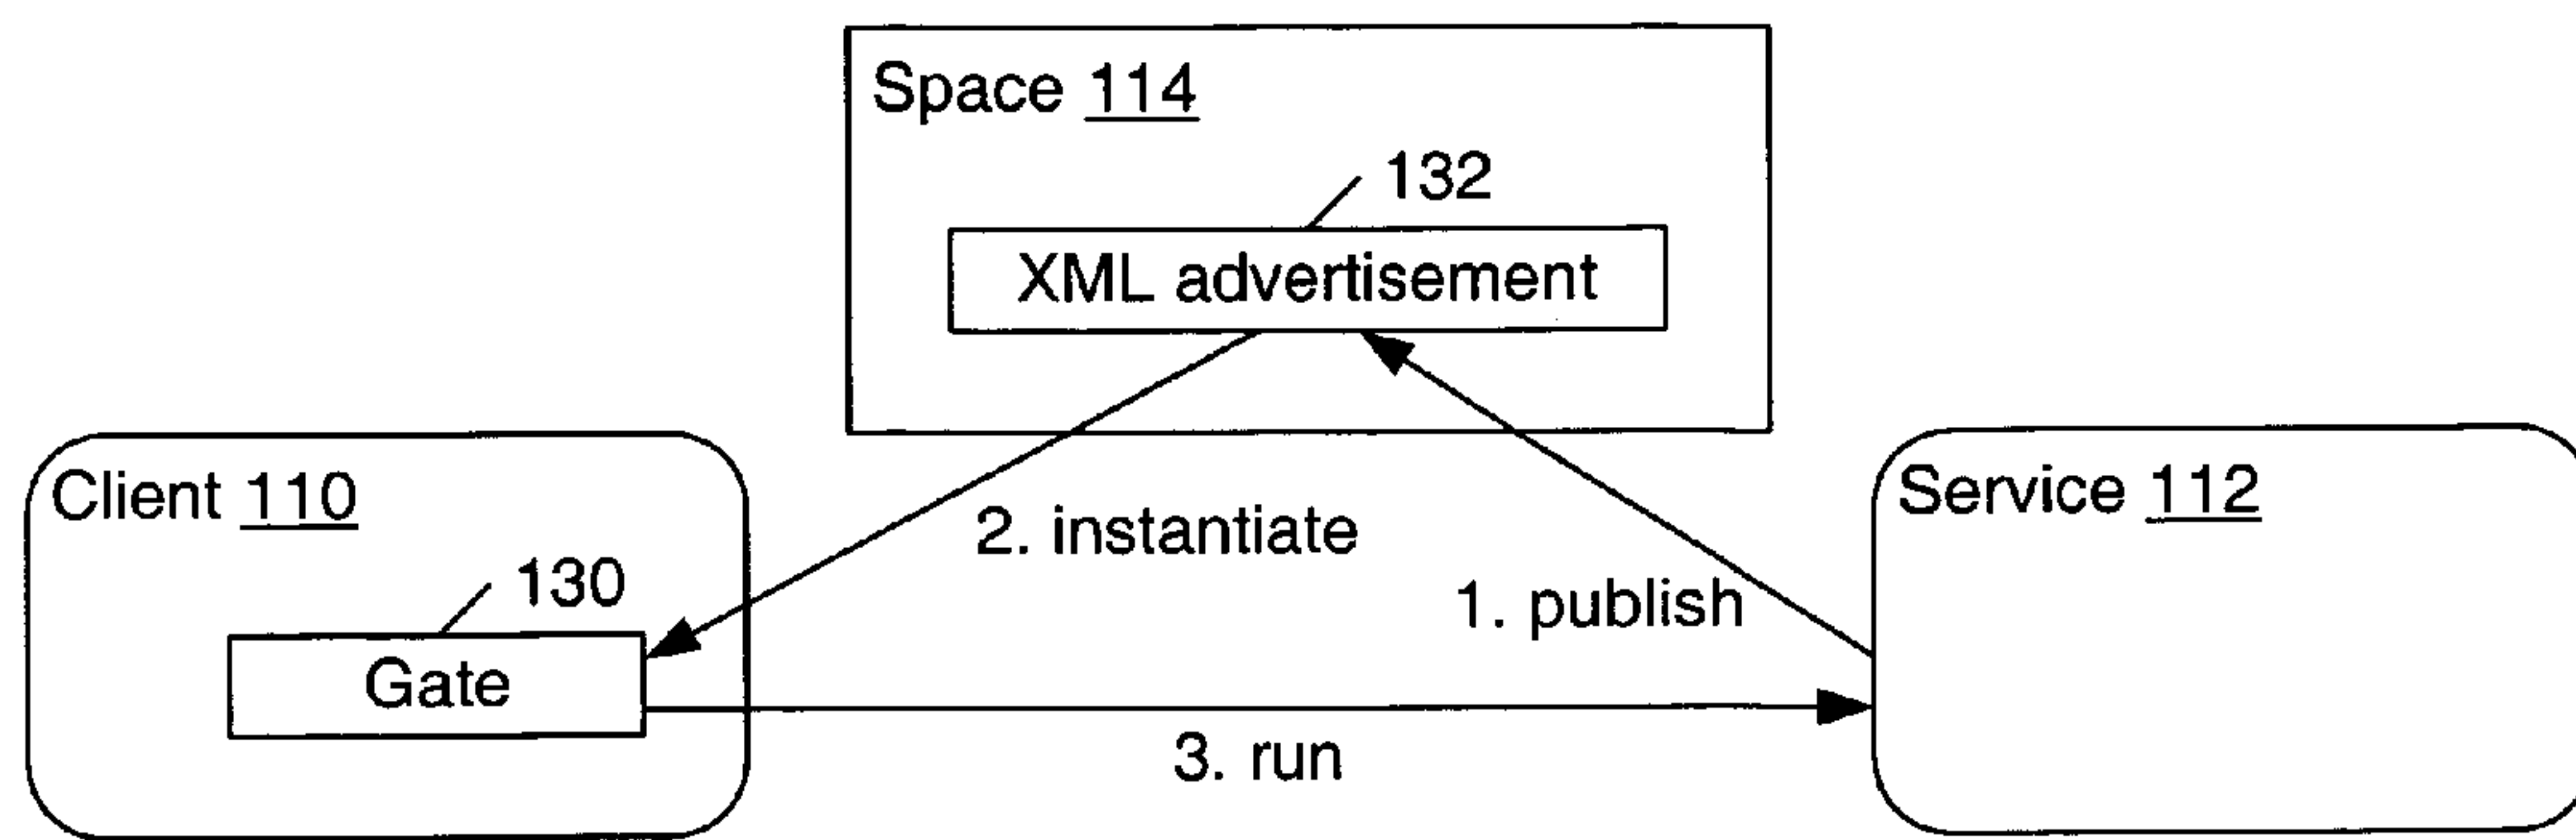 Space 114
132
XML advertisement
Client 110
Service 112
2. instantiate
130
1. publish
Gate
3. run